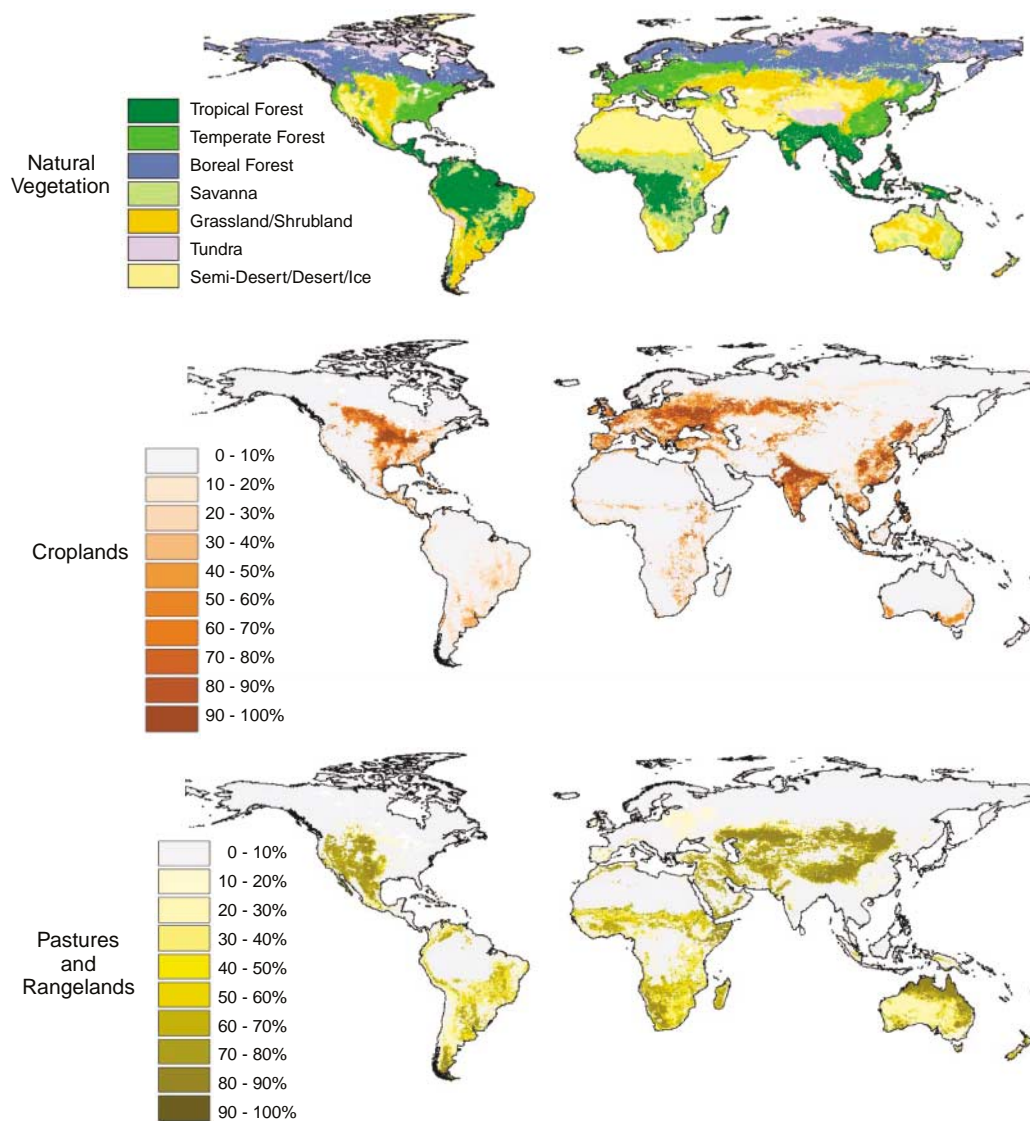 Natural
Vegetation
Tropical Forest
Temperate Forest
Boreal Forest
Savanna
Grassland/Shrubland
Tundra
Semi-Desert/Desert/Ice
Croplands
0 - 10%
10 - 20%
20 - 30%
30 - 40%
40 - 50%
50 - 60%
60 - 70%
70 - 80%
80 - 90%
90 - 100%
Pastures
and
Rangelands
0 - 10%
10 - 20%
20 - 30%
30 - 40%
40 - 50%
50 - 60%
60 - 70%
70 - 80%
80 - 90%
90 - 100%